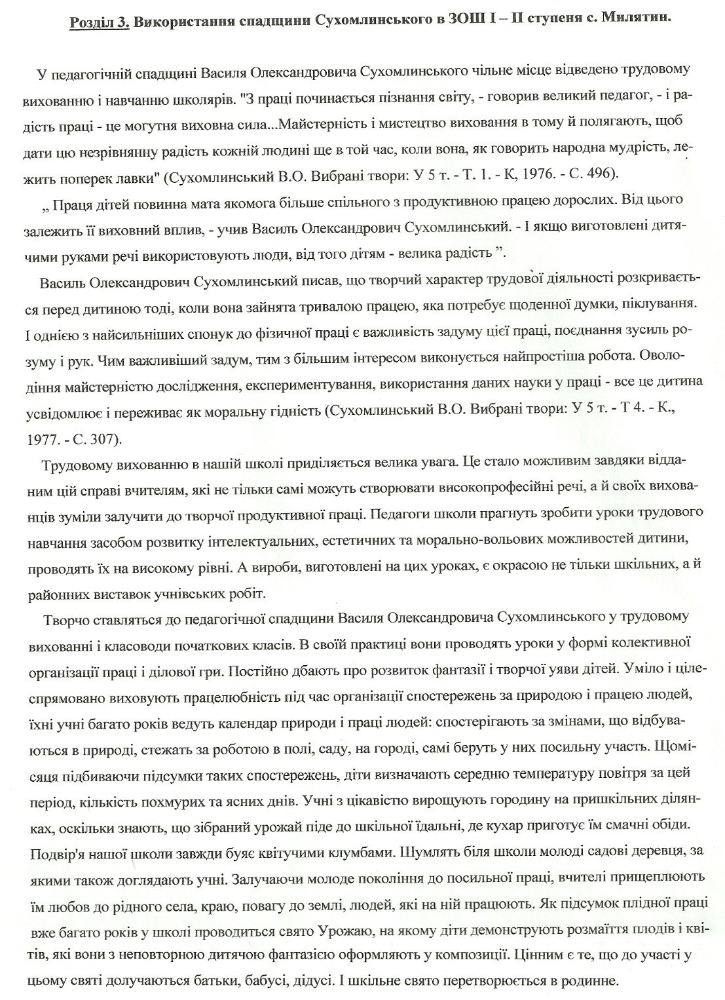 Розділ 3. Використання спадщини Сухомлинського в ЗОШ І – ІІ ступеня с. Милятин.
У педагогічній спадщині Василя Олександровича Сухомлинського чільне місце відведено трудовому
вихованню і навчанню школярів. "З праці починається пізнання світу, - говорив великий педагог, - і ра-
дість праці - це могутня виховна сила...Майстерність і мистецтво виховання в тому й полягають, щоб
дати цю незрівнянну радість кожній людині ще в той час, коли вона, як говорить народна мудрість, ле-
жить поперек лавки" (Сухомлинський В.О. Вибрані твори: У 5 т. - Т. 1. - К, 1976. - С. 496).
„ Праця дітей повинна мата якомога більше спільного з продуктивною працею дорослих. Від цього
залежить її виховний вплив, - учив Василь Олександрович Сухомлинський. - І якщо виготовлені дитя-
чими руками речі використовують люди, від того дітям - велика радість ”.
Василь Олександрович Сухомлинський писав, що творчий характер трудової діяльності розкриваєть-
ся перед дитиною тоді, коли вона зайнята тривалою працею, яка потребує щоденної думки, піклування.
І однією з найсильніших спонук до фізичної праці є важливість задуму цієї праці, поєднання зусиль ро-
зуму і рук. Чим важливіший задум, тим з більшим інтересом виконується найпростіша робота. Оволо-
діння майстерністю дослідження, експериментування, використання даних науки у праці - все це дитина
усвідомлює і переживає як моральну гідність (Сухомлинський В.О. Вибрані твори: У 5 т. - Т 4. - К.,
1977. - С. 307).
Трудовому вихованню в нашій школі приділяється велика увага. Це стало можливим завдяки відда-
ним цій справі вчителям, які не тільки самі можуть створювати високопрофесійні речі, а й своїх вихова-
нців зуміли залучити до творчої продуктивної праці. Педагоги школи прагнуть зробити уроки трудового
навчання засобом розвитку інтелектуальних, естетичних та морально-вольових можливостей дитини,
проводять їх на високому рівні. А вироби, виготовлені на цих уроках, є окрасою не тільки шкільних, а й
районних виставок учнівських робіт.
Творчо ставляться до педагогічної спадщини Василя Олександровича Сухомлинського у трудовому
вихованні і класоводи початкових класів. В своїй практиці вони проводять уроки у формі колективної
організації праці і ділової гри. Постійно дбають про розвиток фантазії і творчої уяви дітей. Уміло і ціле-
спрямовано виховують працелюбність під час організації спостережень за природою і працею людей,
їхні учні багато років ведуть календар природи і праці людей: спостерігають за змінами, що відбува-
ються в природі, стежать за роботою в полі, саду, на городі, самі беруть у них посильну участь. Щомі-
сяця підбиваючи підсумки таких спостережень, діти визначають середню температуру повітря за цей
період, кількість похмурих та ясних днів. Учні з цікавістю вирощують городину на пришкільних ділян-
ках, оскільки знають, що зібраний урожай піде до шкільної їдальні, де кухар приготує їм смачні обіди.
Подвір'я нашої школи завжди буяє квітучими клумбами. Шумлять біля школи молоді садові деревця, за
якими також доглядають учні. Залучаючи молоде покоління до посильної праці, вчителі прищеплюють
їм любов до рідного села, краю, повагу до землі, людей, які на ній працюють. Як підсумок плідної праці
вже багато років у школі проводиться свято Урожаю, на якому діти демонструють розмаїття плодів і кві-
тів, які вони з неповторною дитячою фантазією оформляють у композиції. Цінним є те, що до участі у
цьому святі долучаються батьки, бабусі, дідусі. І шкільне свято перетворюється в родинне.